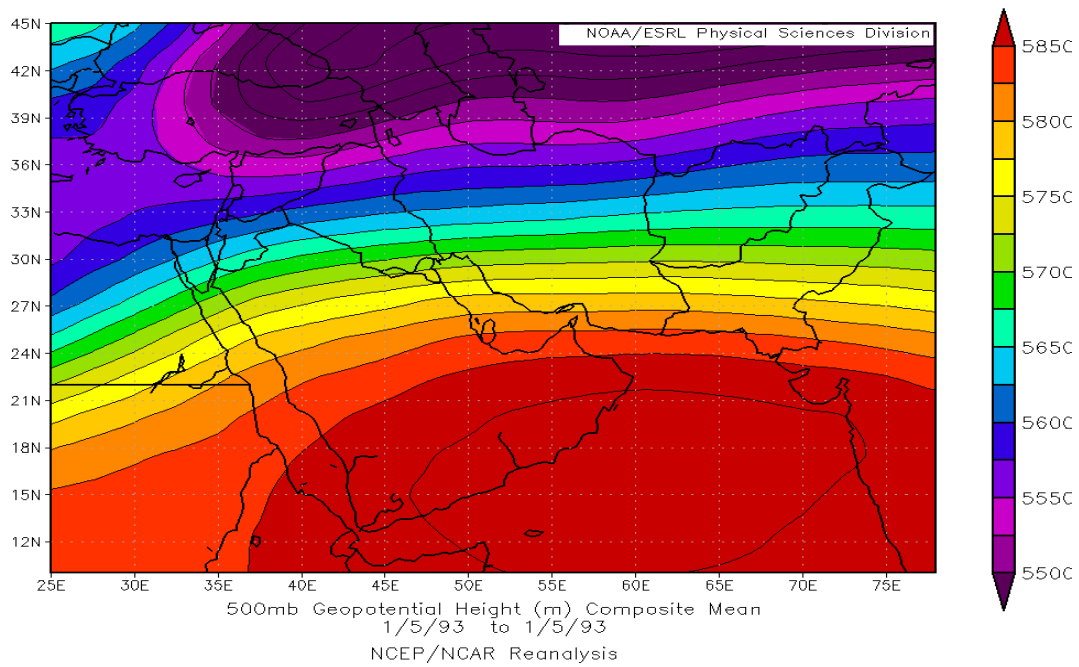 NOAA/ESRL Physical Sciences Division
45N
42N
39N
36N
33N
30N
27N
24N
21N
18N
15N
12N
25E 30E 35E 40E 45E 50E 55E 60E 65E 70E 75E
5850
5800
5750
5700
5650
5600
5550
5500
500mb Geopotential Height (m) Composite Mean
1/5/93 to 1/5/93
NCEP/NCAR Reanalysis